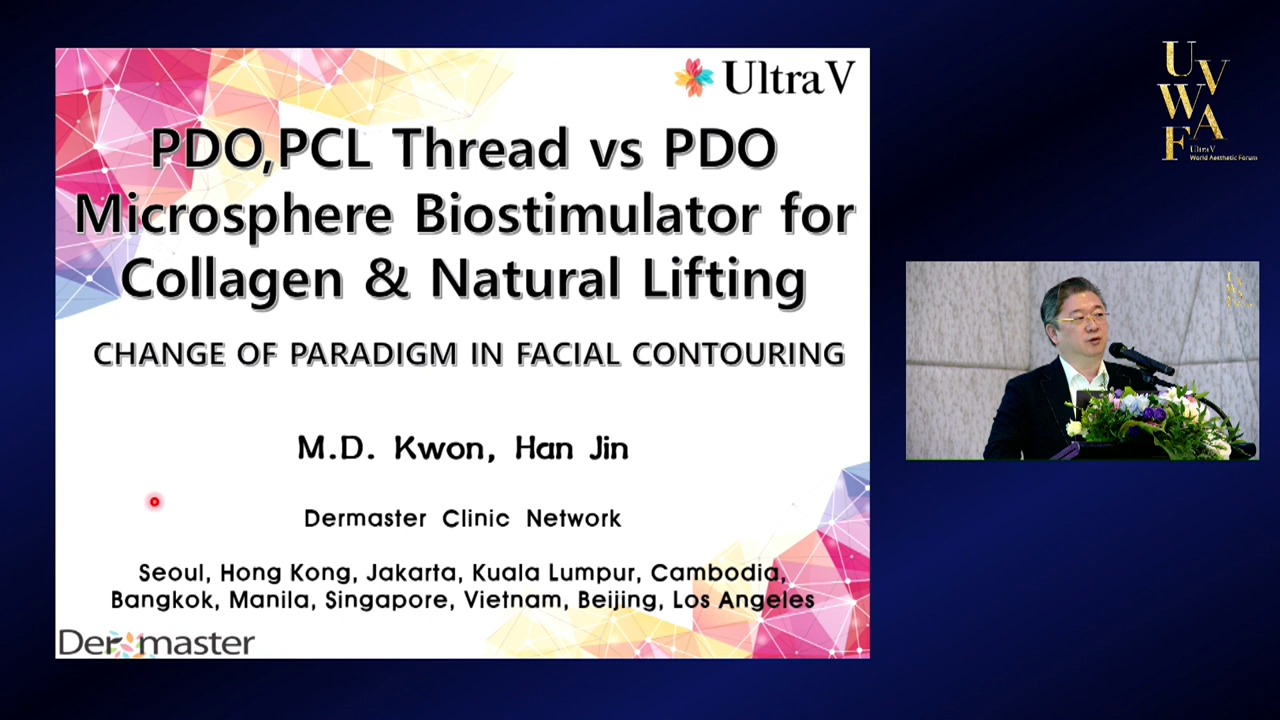 UltraV
PDO,PCL Thread vs PDO
Microsphere Biostimulator for
Collagen & Natural Lifting
CHANGE OF PARADIGM IN FACIAL CONTOURING
M.D. Kwon, Han Jin
Dermaster Clinic Network
Seoul, Hong Kong, Jakarta, Kuala Lumpur, Cambodia,
Bangkok, Manila, Singapore, Vietnam, Beijing, Los Angeles
Dermaster
UV
WA
F
UltraV
World Aesthetic Forum